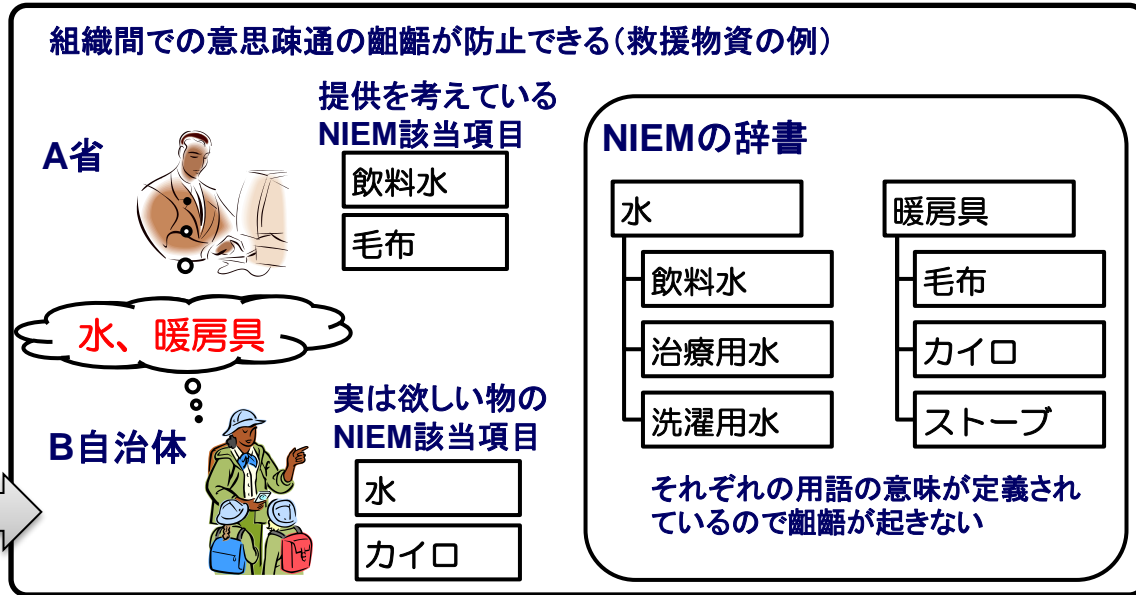 組織間での意思疎通の齟齬が防止できる(救援物資の例)
A省
提供を考えている
NIEM該当項目
飲料水
毛布
水、暖房具
B自治体
実は欲しい物の
NIEM該当項目
水
カイロ
NIEMの辞書
水
飲料水
治療用水
洗濯用水
暖房具
毛布
カイロ
ストーブ
それぞれの用語の意味が定義され
ているので齟齬が起きない